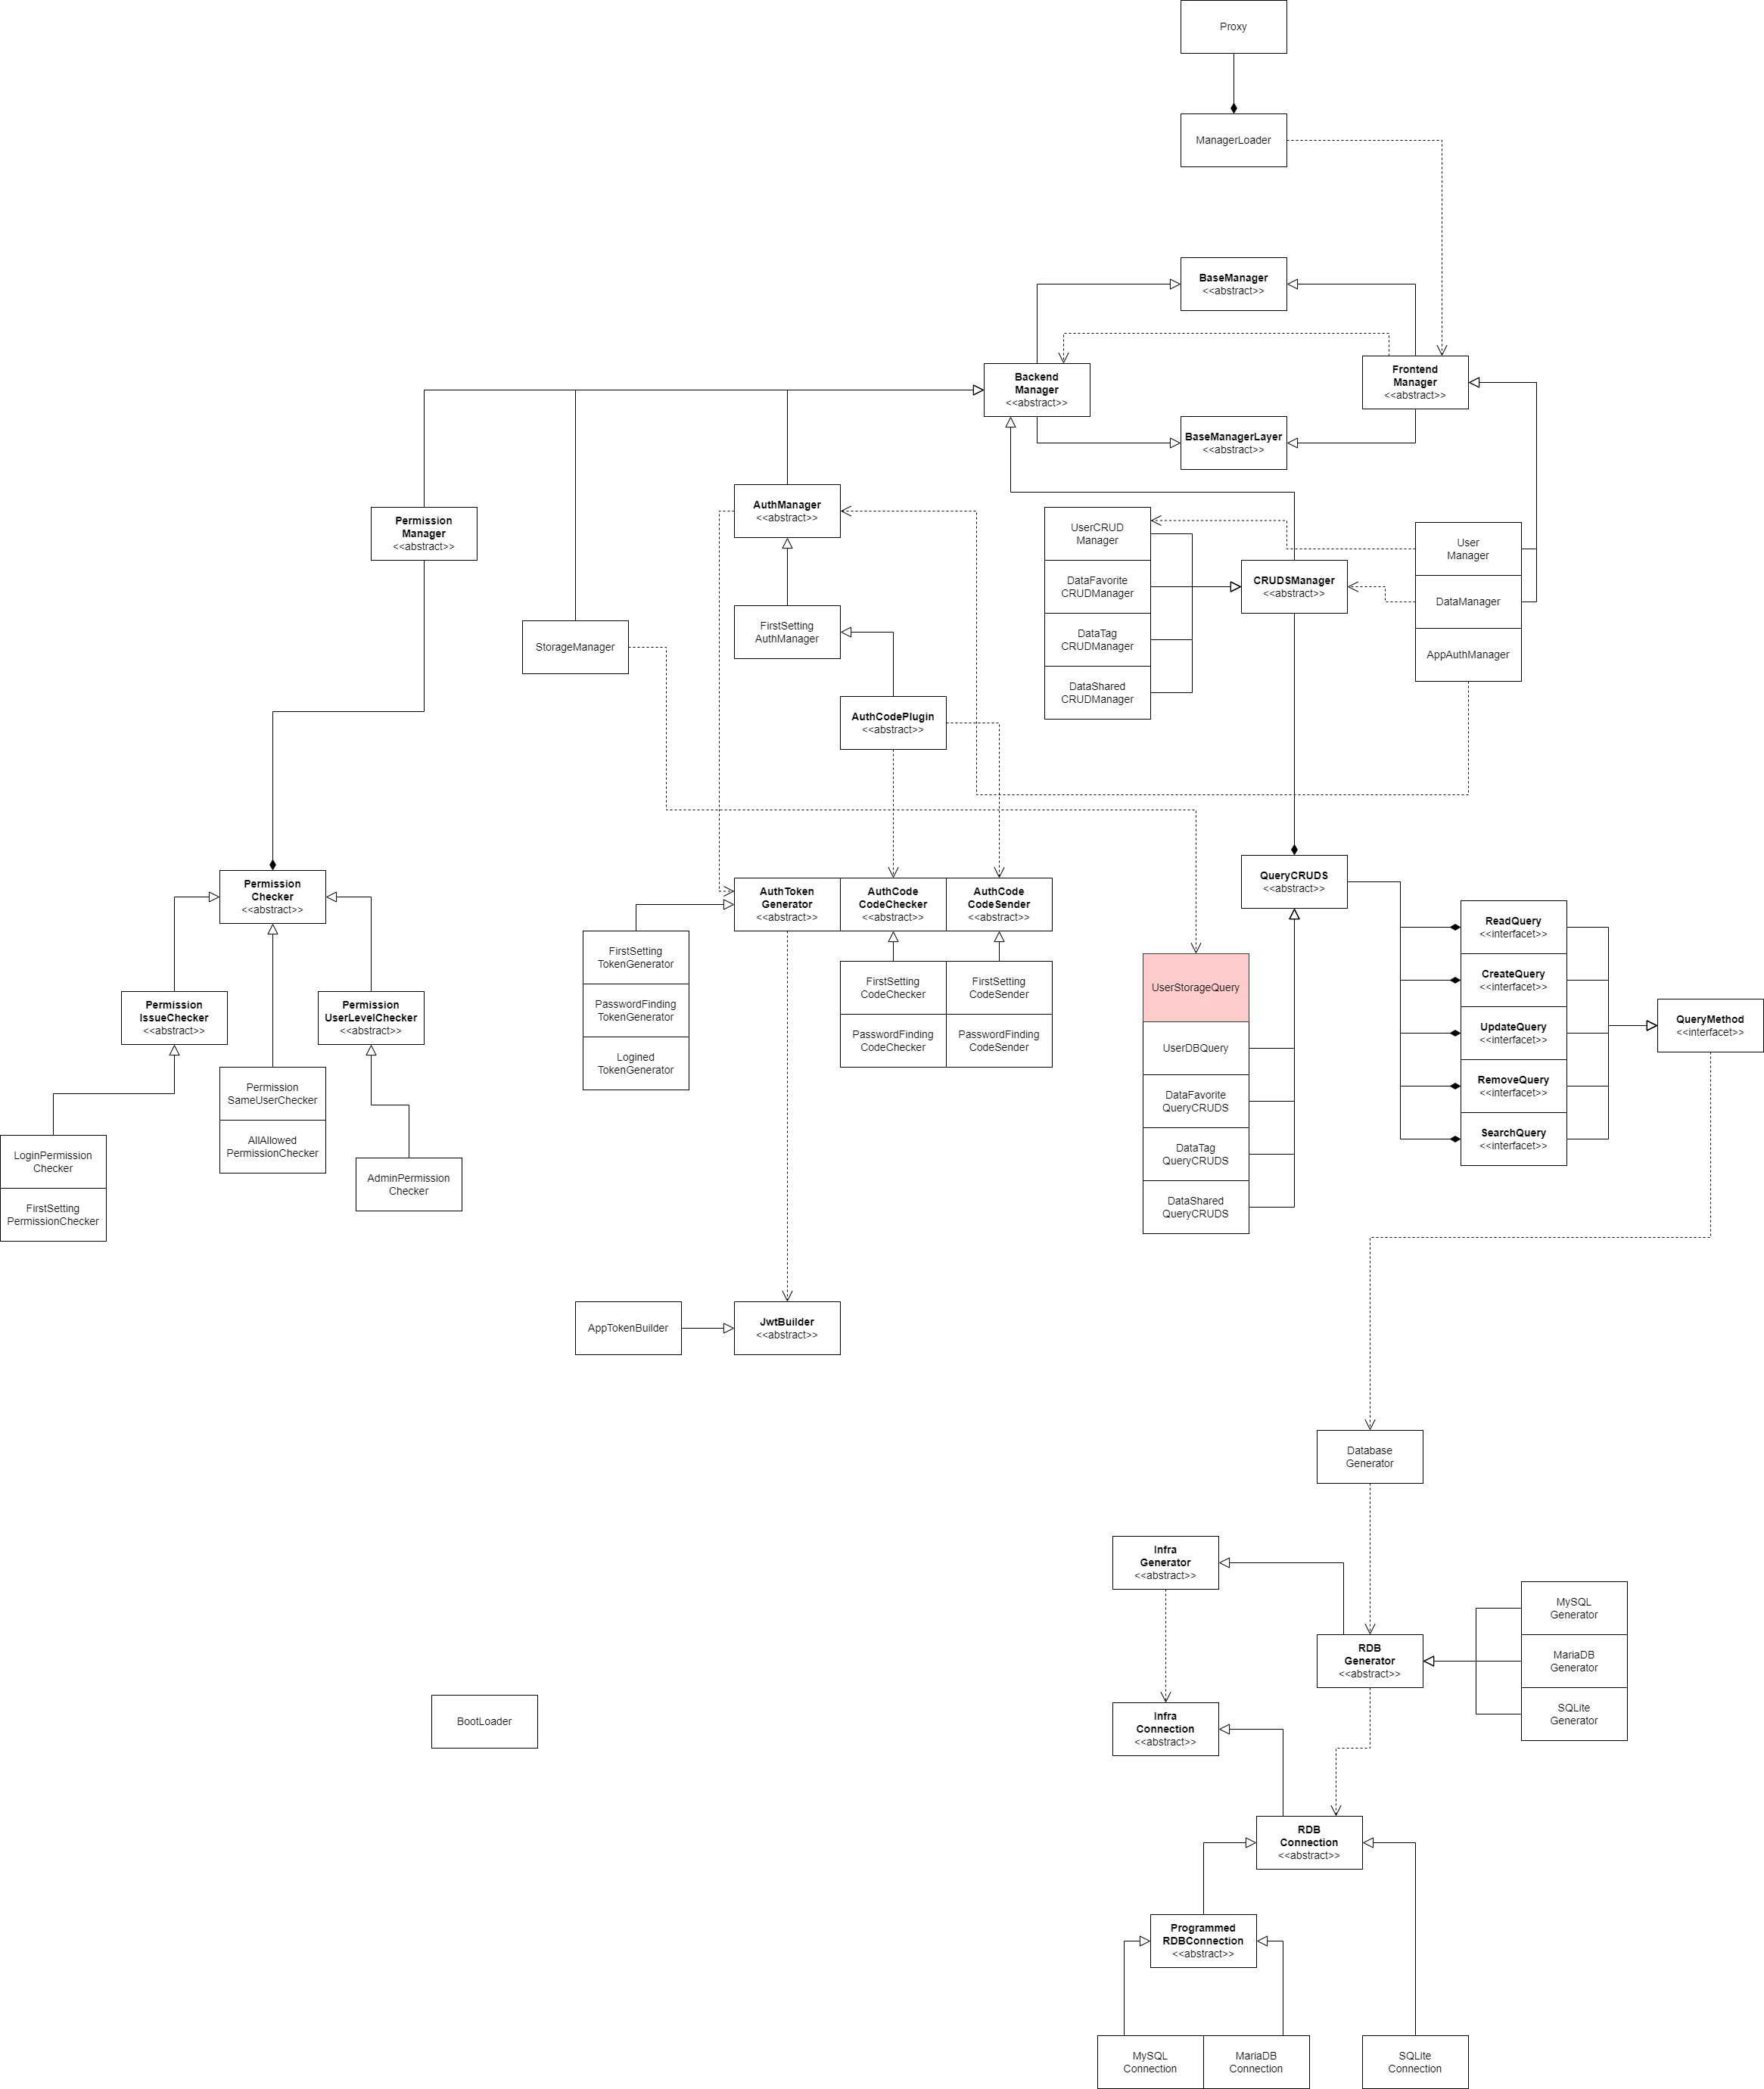 Proxy
ManagerLoader
BaseManager
<<abstract>>
Backend
Manager
<<abstract>>
Frontend
Manager
<<abstract>>
BaseManagerLayer
<<abstract>>
Permission
Manager
<<abstract>>
AuthManager
<<abstract>>
UserCRUD
Manager
DataFavorite
CRUDManager
DataTag
CRUDManager
DataShared
CRUDManager
CRUDSManager
<<abstract>>
User
Manager
DataManager
AppAuthManager
StorageManager
FirstSetting
AuthManager
AuthCodePlugin
<<abstract>>
Permission
Checker
<<abstract>>
AuthToken
Generator
<<abstract>>
AuthCode
CodeChecker
<<abstract>>
AuthCode
CodeSender
<<abstract>>
QueryCRUDS
<<abstract>>
ReadQuery
<<interfacet>>
CreateQuery
<<interfacet>>
UpdateQuery
<<interfacet>>
RemoveQuery
<<interfacet>>
SearchQuery
<<interfacet>>
QueryMethod
<<interfacet>>
FirstSetting
TokenGenerator
PasswordFinding
TokenGenerator
Logined
TokenGenerator
FirstSetting
CodeChecker
PasswordFinding
CodeChecker
FirstSetting
CodeSender
PasswordFinding
CodeSender
UserStorageQuery
UserDBQuery
DataFavorite
QueryCRUDS
DataTag
QueryCRUDS
DataShared
QueryCRUDS
Permission
IssueChecker
<<abstract>>
Permission
UserLevelChecker
<<abstract>>
Permission
SameUserChecker
AllAllowed
PermissionChecker
LoginPermission
Checker
FirstSetting
PermissionChecker
AdminPermission
Checker
AppTokenBuilder
JwtBuilder
<<abstract>>
Database
Generator
Infra
Generator
<<abstract>>
RDB
Generator
<<abstract>>
MySQL
Generator
MariaDB
Generator
SQLite
Generator
BootLoader
Infra
Connection
<<abstract>>
RDB
Connection
<<abstract>>
Programmed
RDBConnection
<<abstract>>
MySQL
Connection
MariaDB
Connection
SQLite
Connection